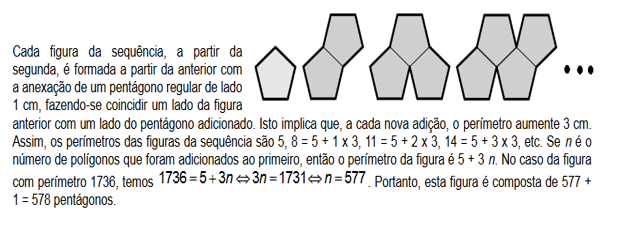 Cada figura da sequência, a partir da
segunda, é formada a partir da anterior com
a anexação de um pentágono regular de lado
1 cm, fazendo-se coincidir um lado da figura
anterior com um lado do pentágono adicionado. Isto implica que, a cada nova adição, o perímetro aumente 3 cm.
Assim, os perímetros das figuras da sequência são 5, 8 = 5 + 1 x 3, 11 = 5 + 2 x 3, 14 = 5 + 3 x 3, etc. Se n é o
número de polígonos que foram adicionados ao primeiro, então o perímetro da figura é 5 + 3 n. No caso da figura
com perímetro 1736, temos 1736=5+3n⇔3n=1731⇔n=577. Portanto, esta figura é composta de 577 +
1 = 578 pentágonos.